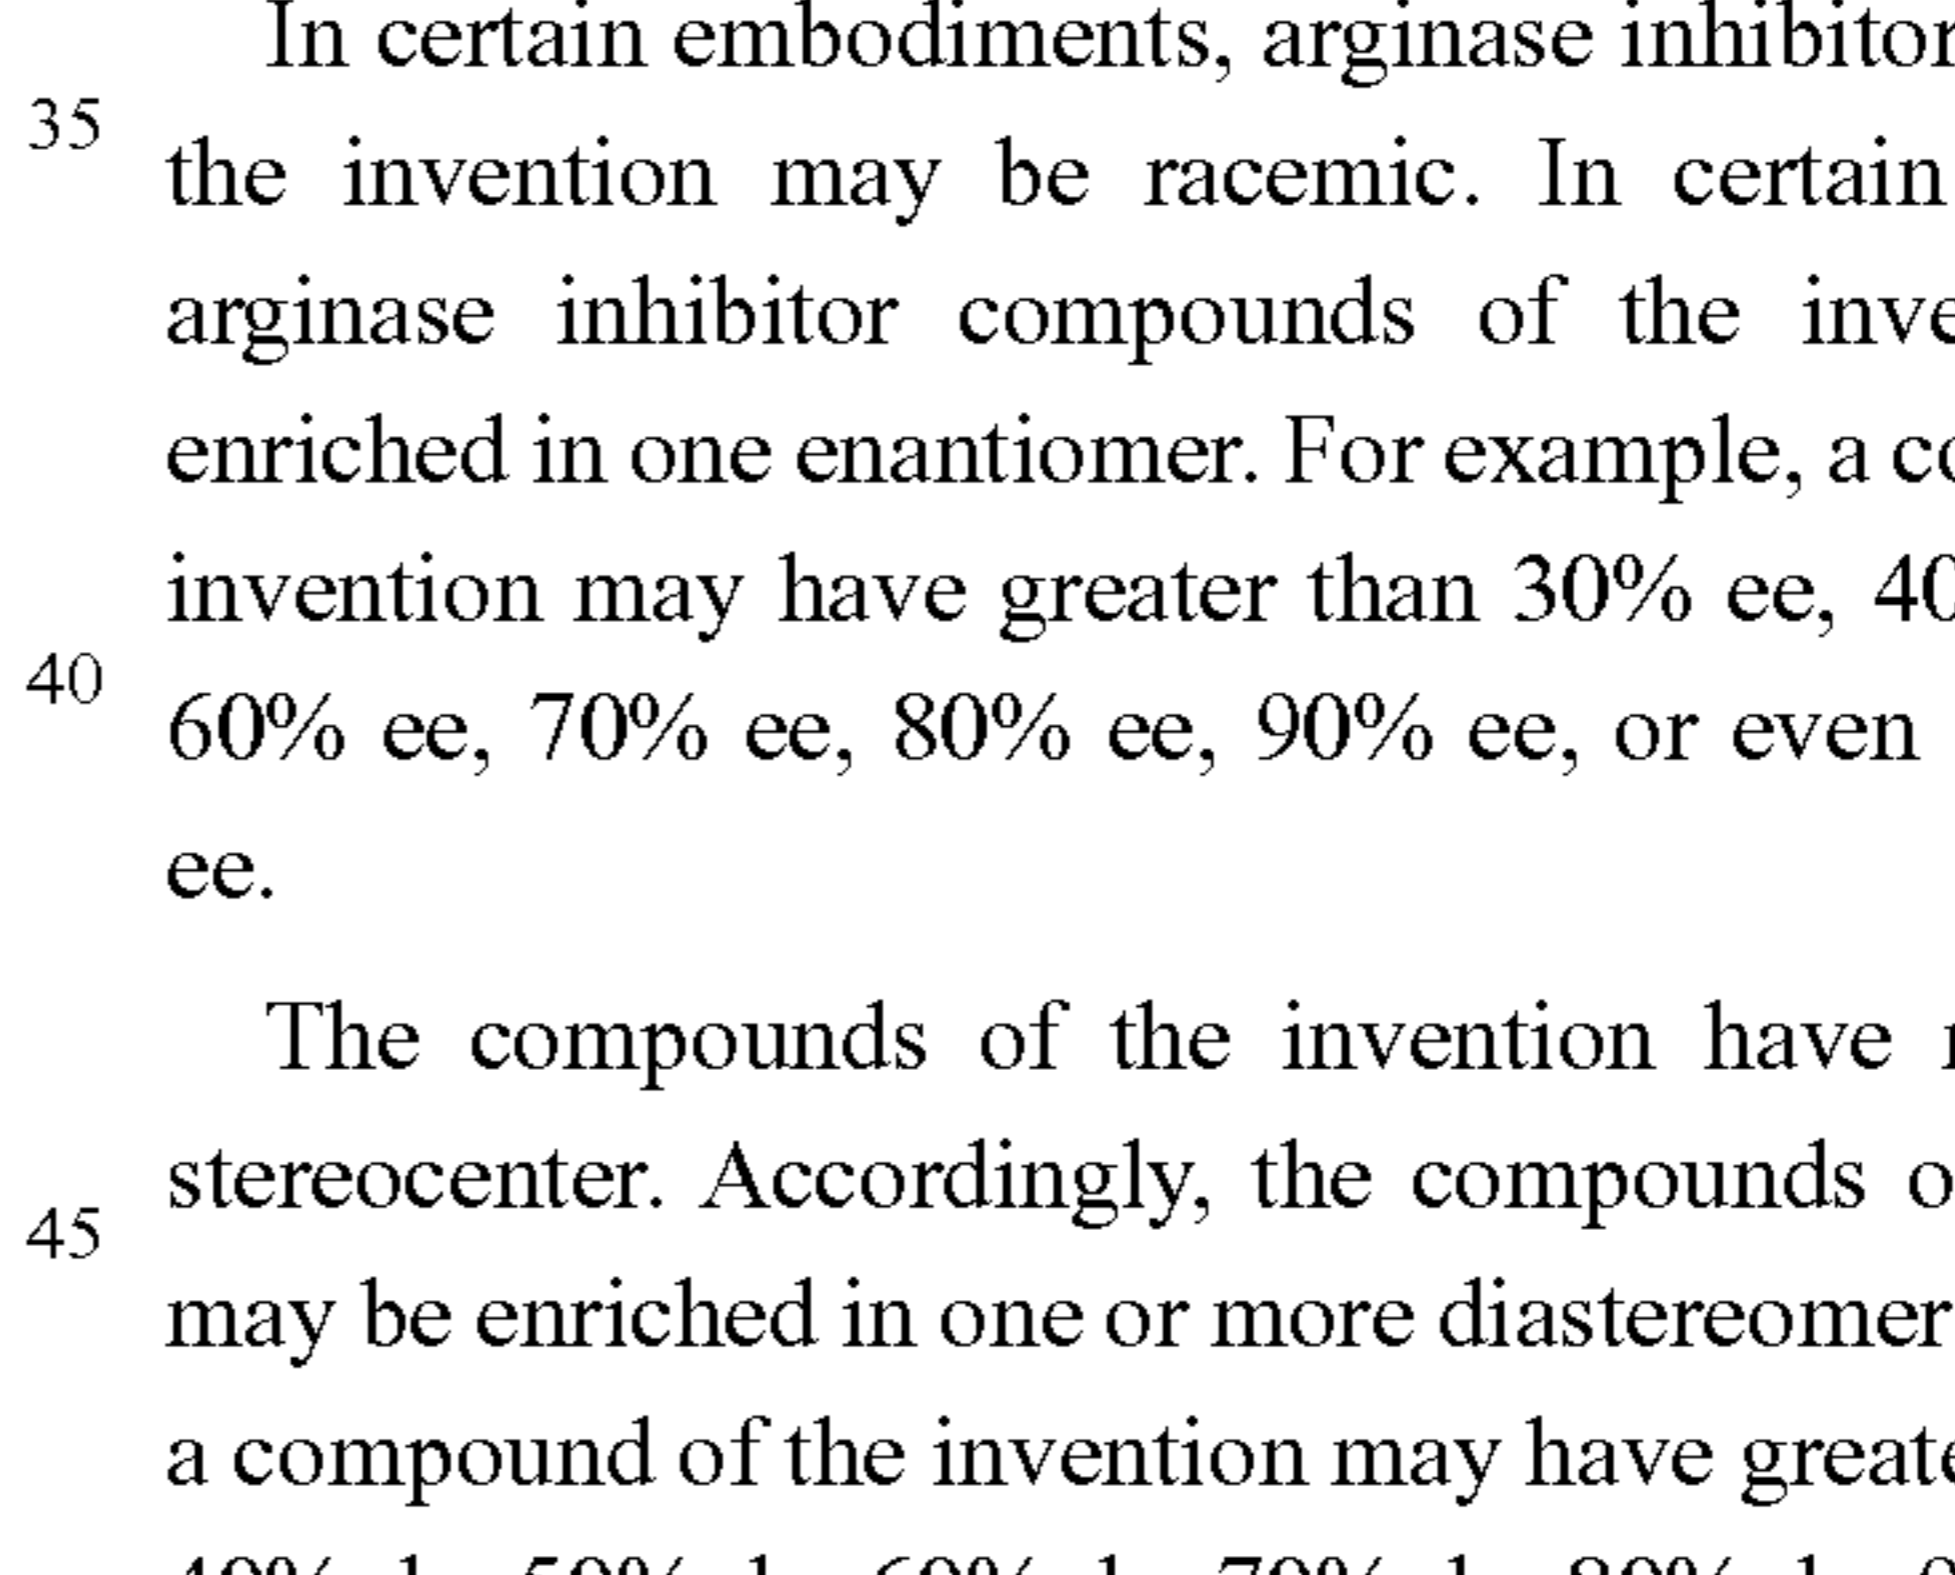 In certain embodiments, arginase inhibitor
35
the invention may be racemic. In certain
arginase inhibitor compounds of the inve
enriched in one enantiomer. For example, a co
invention may have greater than 30% ee, 40
40
60% ee, 70% ee, 80% ee, 90% ee, or even
ee.
The compounds of the invention have
stereocenter. Accordingly, the compounds o
45
may be enriched in one or more diastereomer
a compound of the invention may have greate